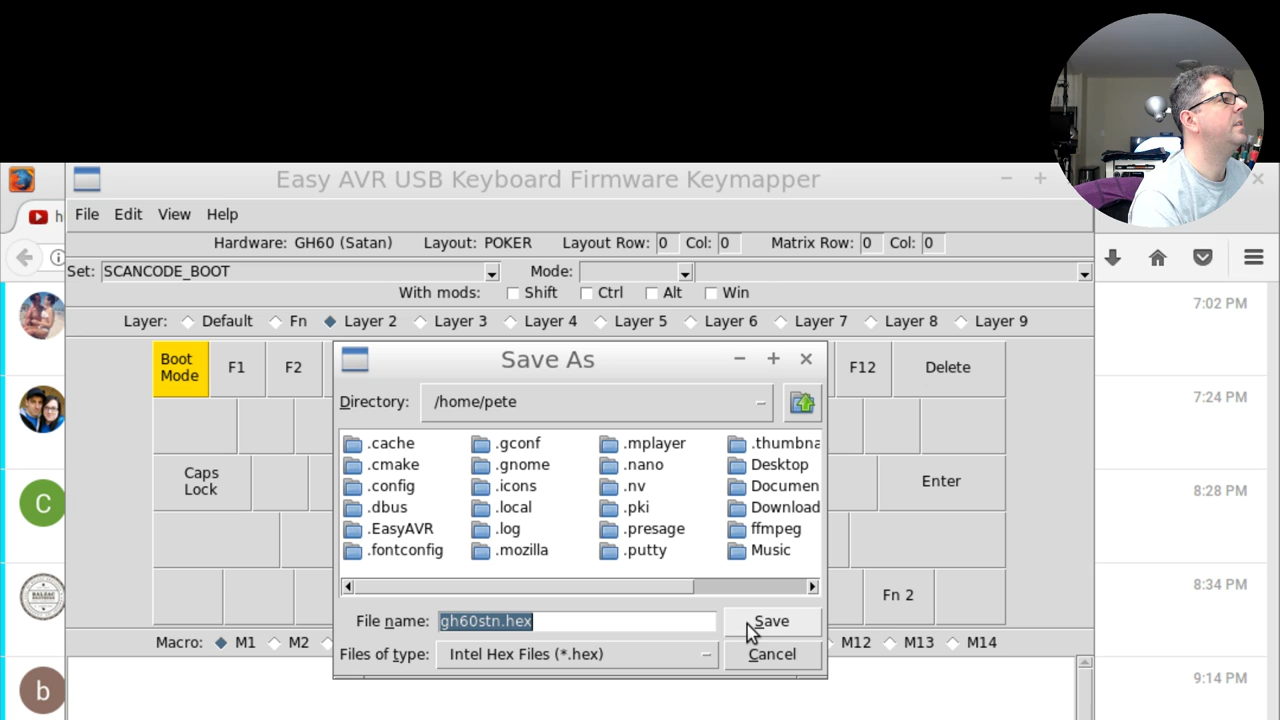 Easy AVR USB Keyboard Firmware Keymapper
File Edit View Help
Hardware: GH60 (Satan) Layout: POKER Layout Row: 0 Col: 0 Matrix Row: 0 Col: 0
Set: SCANCODE_BOOT Mode:
With mods: Shift Ctrl Alt Win
Layer: Default Fn Layer 2 Layer 3 Layer 4 Layer 5 Layer 6 Layer 7 Layer 8 Layer 9
Boot Mode F1 F2 F12 Delete
Caps Lock Enter
Fn 2
Macro: M1 M2 M12 M13 M14
Save As
Directory: /home/pete
.cache .gconf .mplayer .thumbna
.cmake .gnome .nano Desktop
.config .icons .nv Documen
.dbus .local .pki Download
.EasyAVR .log .presage ffmpeg
.fontconfig .mozilla .putty Music
File name: gh60stn.hex Save
Files of type: Intel Hex Files (*.hex) Cancel
h
C
b
7:02 PM
7:24 PM
8:28 PM
8:34 PM
9:14 PM